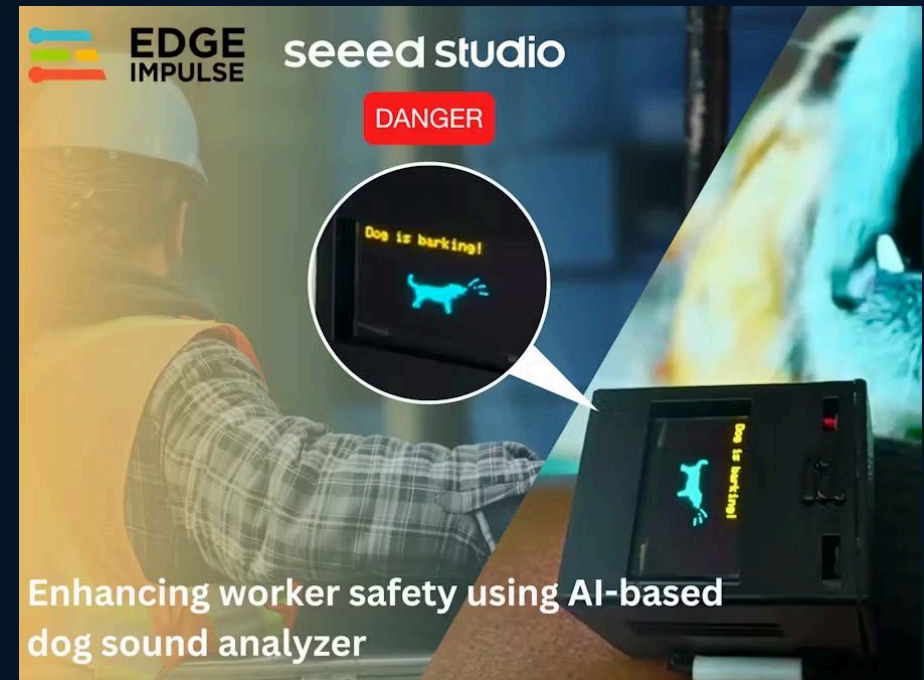 EDGE
IMPULSE
seeed studio
DANGER
Dog is barking!
Dog is barking!
Enhancing worker safety using AI-based
dog sound analyzer